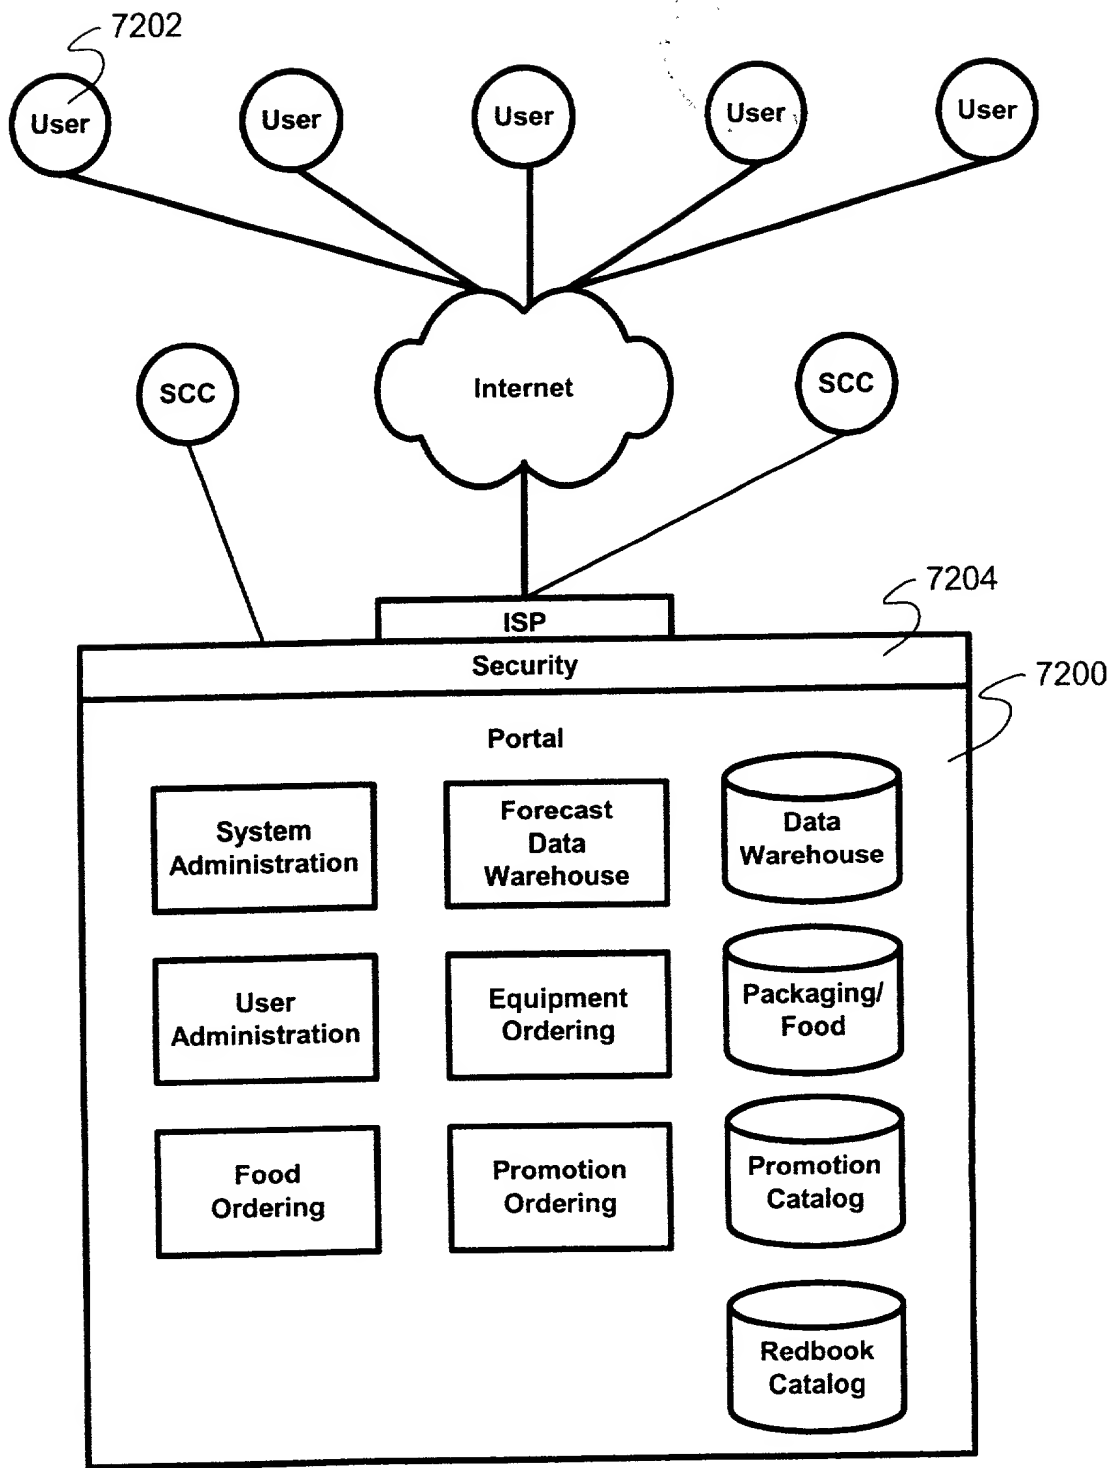 7202
User
User
User
User
User
SCC
Internet
SCC
7204
ISP
Security
7200
Portal
System
Administration
Forecast
Data
Warehouse
Data
Warehouse
User
Administration
Equipment
Ordering
Packaging/
Food
Food
Ordering
Promotion
Ordering
Promotion
Catalog
Redbook
Catalog